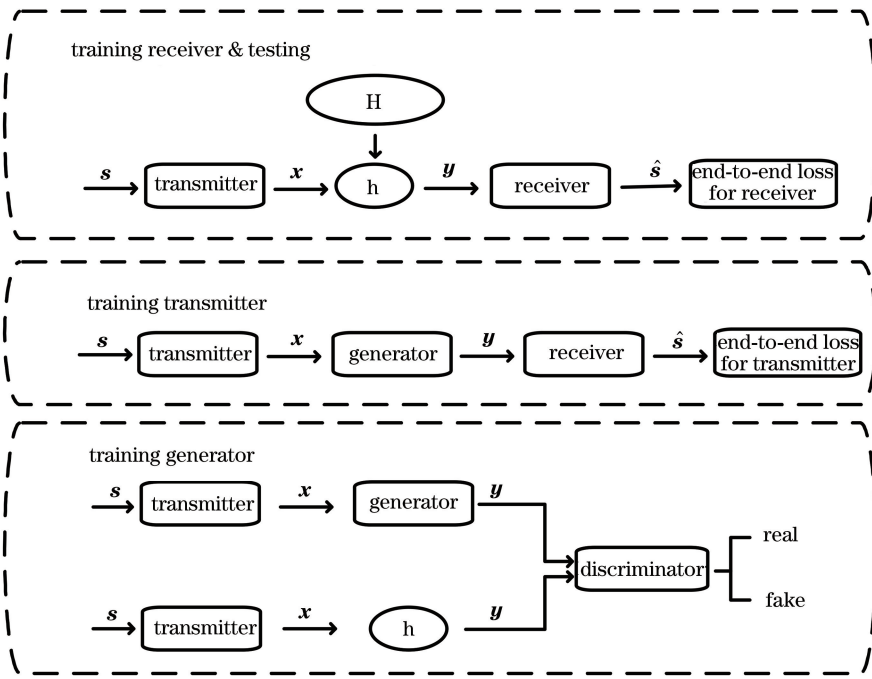 training receiver & testing
H
s transmitter x h y receiver ŝ end-to-end loss
for receiver
training transmitter
s transmitter x generator y receiver ŝ end-to-end loss
for transmitter
training generator
s transmitter x generator y
real
discriminator
fake
s transmitter x h y